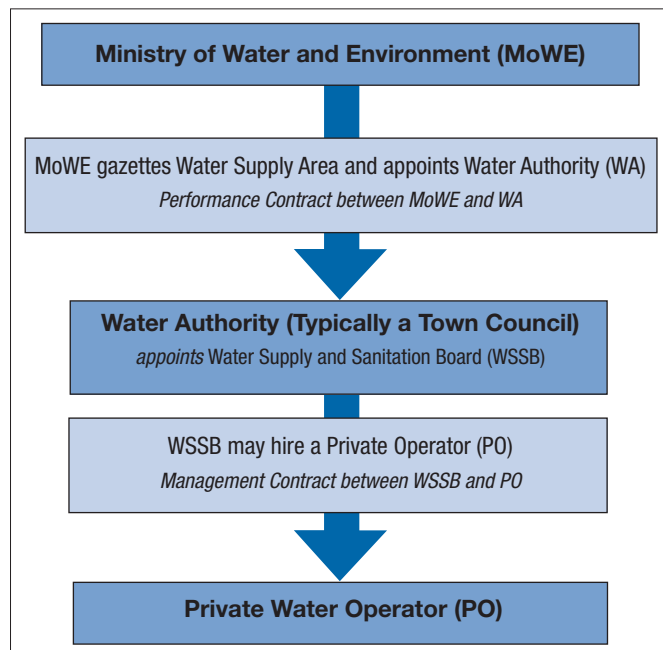 Ministry of Water and Environment (MoWE)
MoWE gazettes Water Supply Area and appoints Water Authority (WA)
Performance Contract between MoWE and WA
Water Authority (Typically a Town Council)
appoints Water Supply and Sanitation Board (WSSB)
WSSB may hire a Private Operator (PO)
Management Contract between WSSB and PO
Private Water Operator (PO)